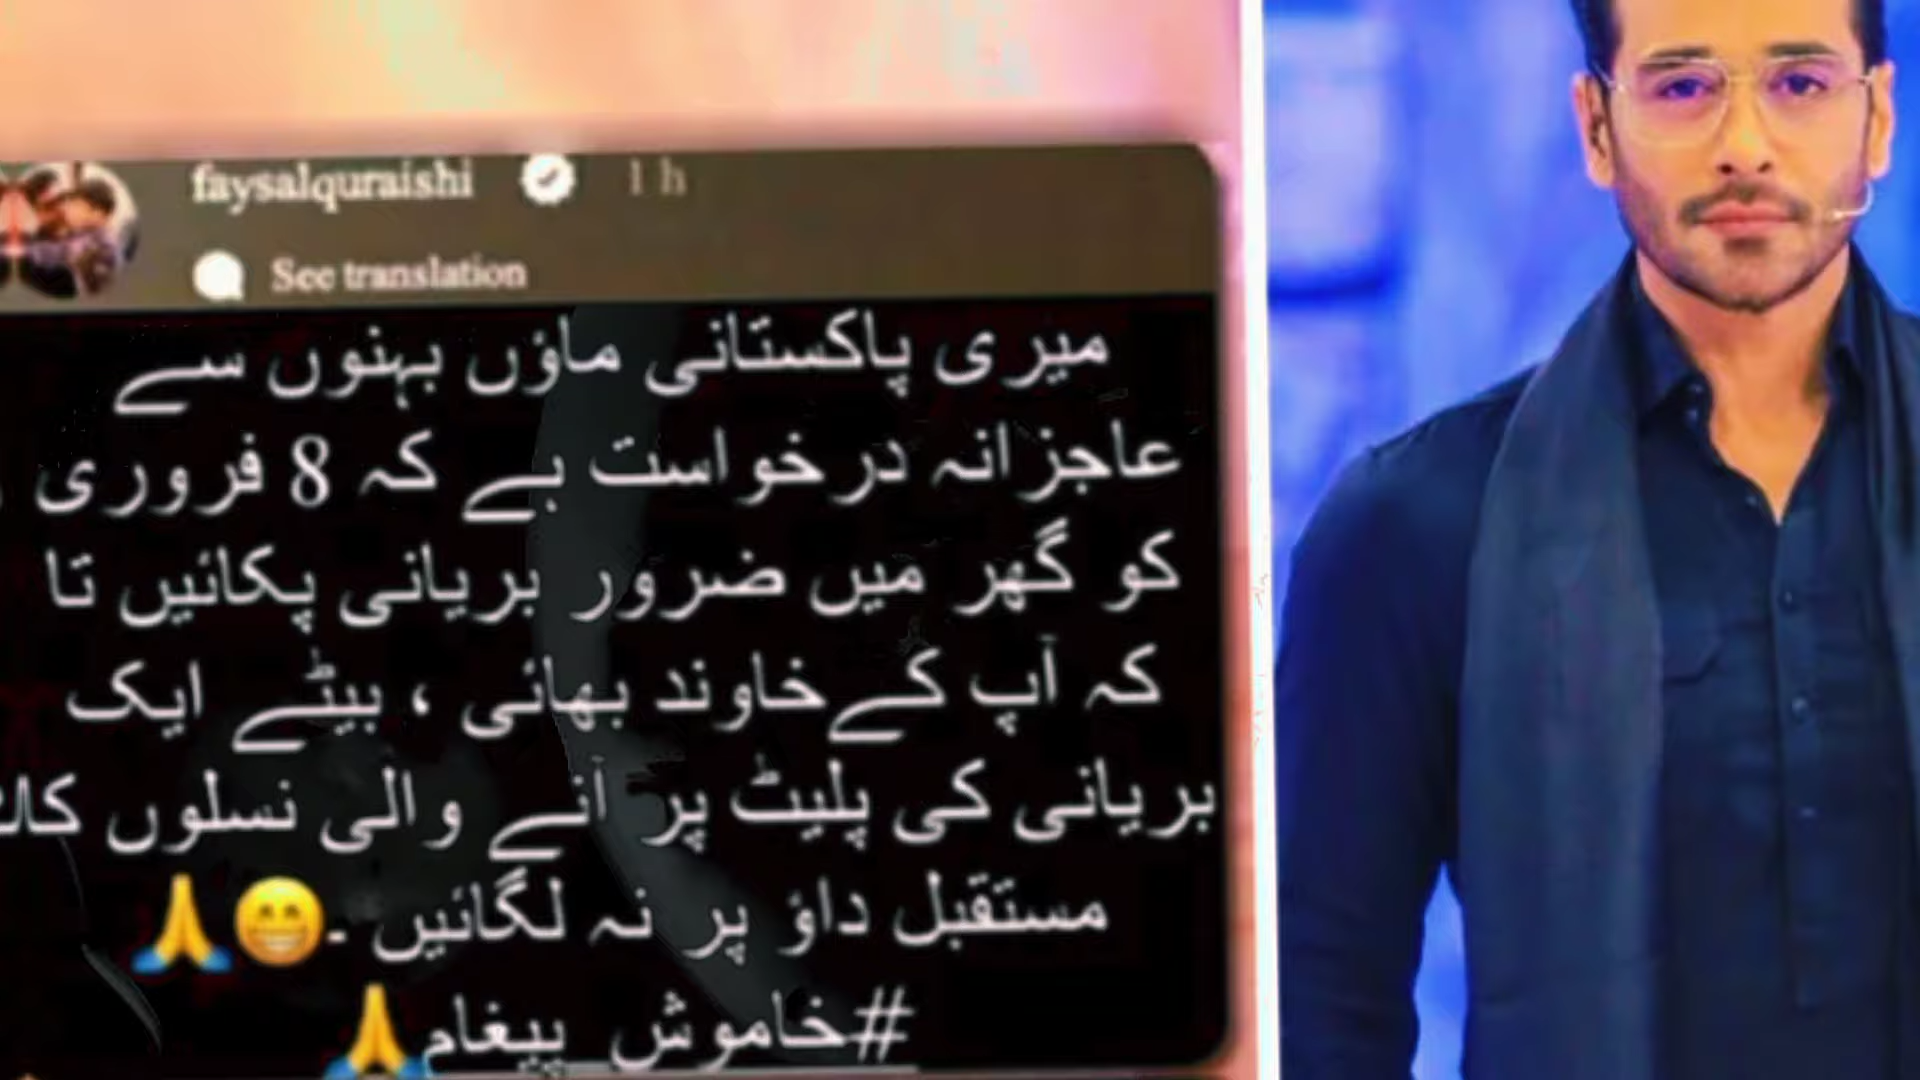 faysalquraishi 1 h
See translation
میری پاکستانی ماؤں بہنوں سے
عاجزانہ درخواست ہے کہ 8 فروری
کو گھر میں ضرور بریانی پکائیں تا
کہ آپ کےخاوند بھائی ، بیٹے ایک
بریانی کی پلیٹ پر آنے والی نسلوں کا
مستقبل داؤ پر نہ لگائیں ۔😁🙏
#خاموش_پیغام🙏